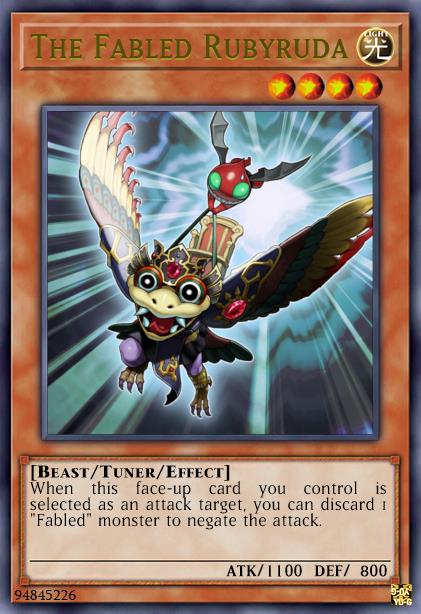 The Fabled Rubyruda
LIGHT
光
[Beast/Tuner/Effect]
When this face-up card you control is
selected as an attack target, you can discard 1
"Fabled" monster to negate the attack.
ATK/1100 DEF/ 800
94845226